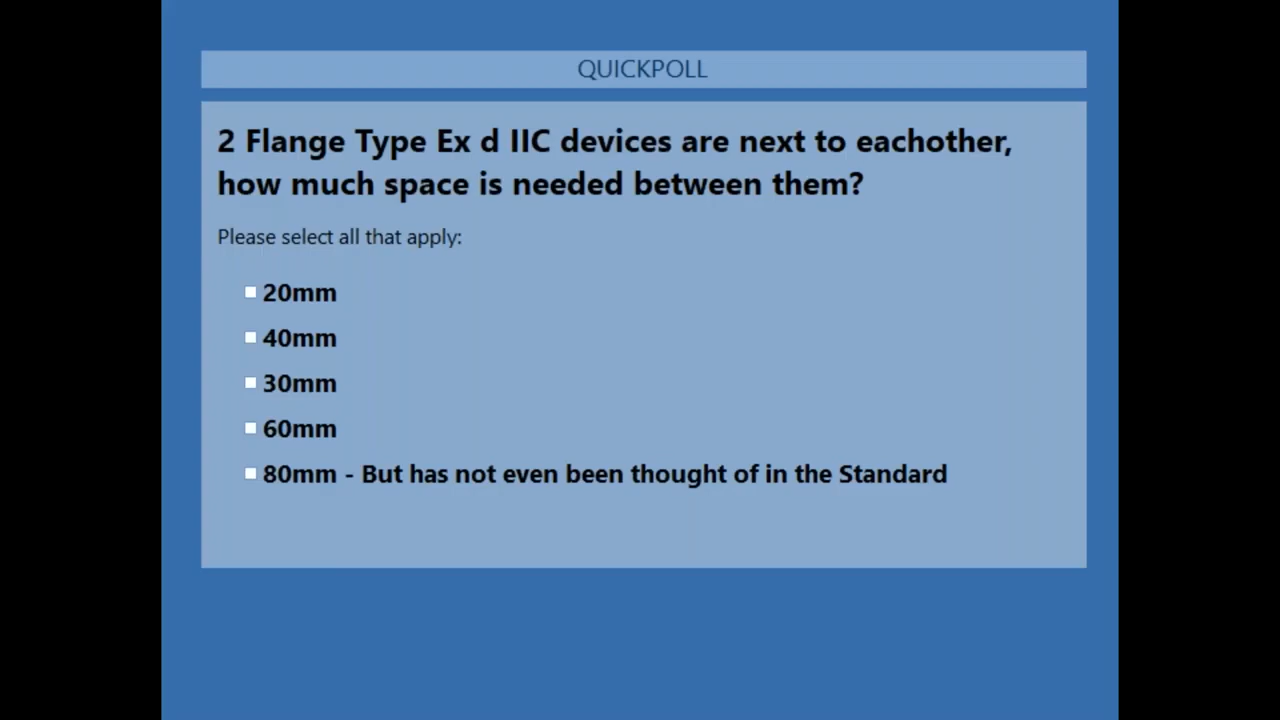 QUICKPOLL
2 Flange Type Ex d IIC devices are next to eachother,
how much space is needed between them?
Please select all that apply:
20mm
40mm
30mm
60mm
80mm - But has not even been thought of in the Standard